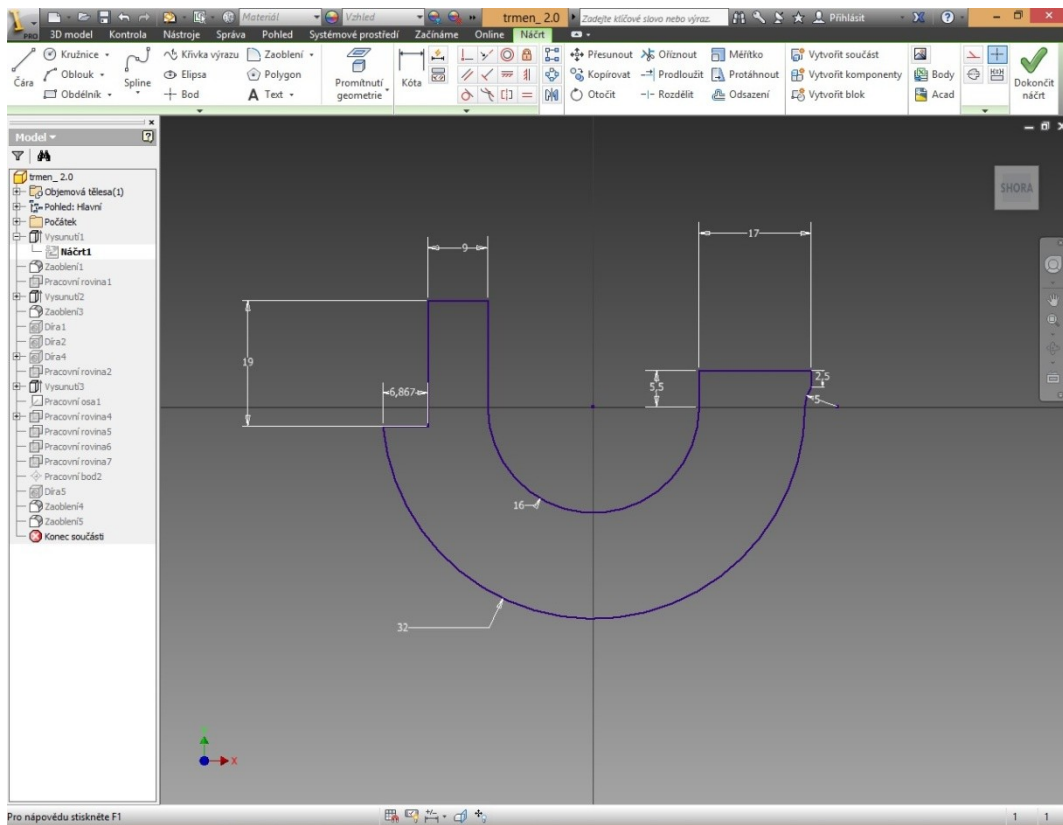 Materiál
Vzhled
trmen_ 2.0
Zadejte klíčové slovo nebo výraz.
Přihlásit
PRO
3D model
Kontrola
Nástroje
Správa
Pohled
Systémové prostředí
Začínáme
Online
Náčrt
Čára
Kružnice
Oblouk
Obdélník
Spline
Křivka výrazu
Elipsa
Bod
Zaoblení
Polygon
Text
Promítnutí
geometrie
Kóta
Přesunout
Kopírovat
Otočit
Oříznout
Prodloužit
Rozdělit
Měřítko
Protáhnout
Odsazení
Vytvořit součást
Vytvořit komponenty
Vytvořit blok
Body
Acad
Dokončit
náčrt
Model
trmen_ 2.0
Objemová tělesa(1)
Pohled: Hlavní
Počátek
Vysunutí1
Náčrt1
Zaoblení1
Pracovní rovina1
Vysunutí2
Zaoblení3
Díra1
Díra2
Díra4
Pracovní rovina2
Vysunutí3
Pracovní osa1
Pracovní rovina4
Pracovní rovina5
Pracovní rovina6
Pracovní rovina7
Pracovní bod2
Díra5
Zaoblení4
Zaoblení5
Konec součásti
SHORA
17
9
19
6,867
5,5
2,5
5
16
32
X
Pro nápovědu stiskněte F1
1 1